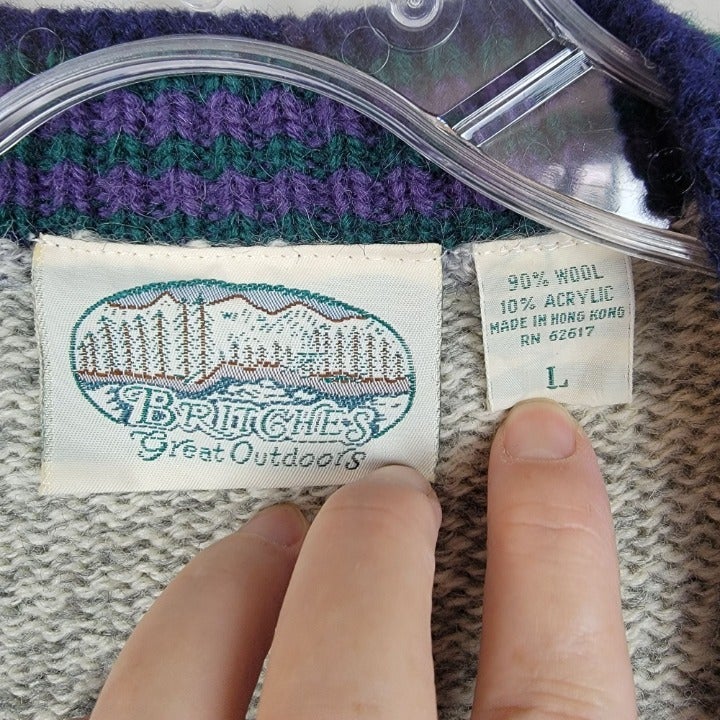 BRITCHES
Great Outdoors
90% WOOL
10% ACRYLIC
MADE IN HONG KONG
RN 62617
L